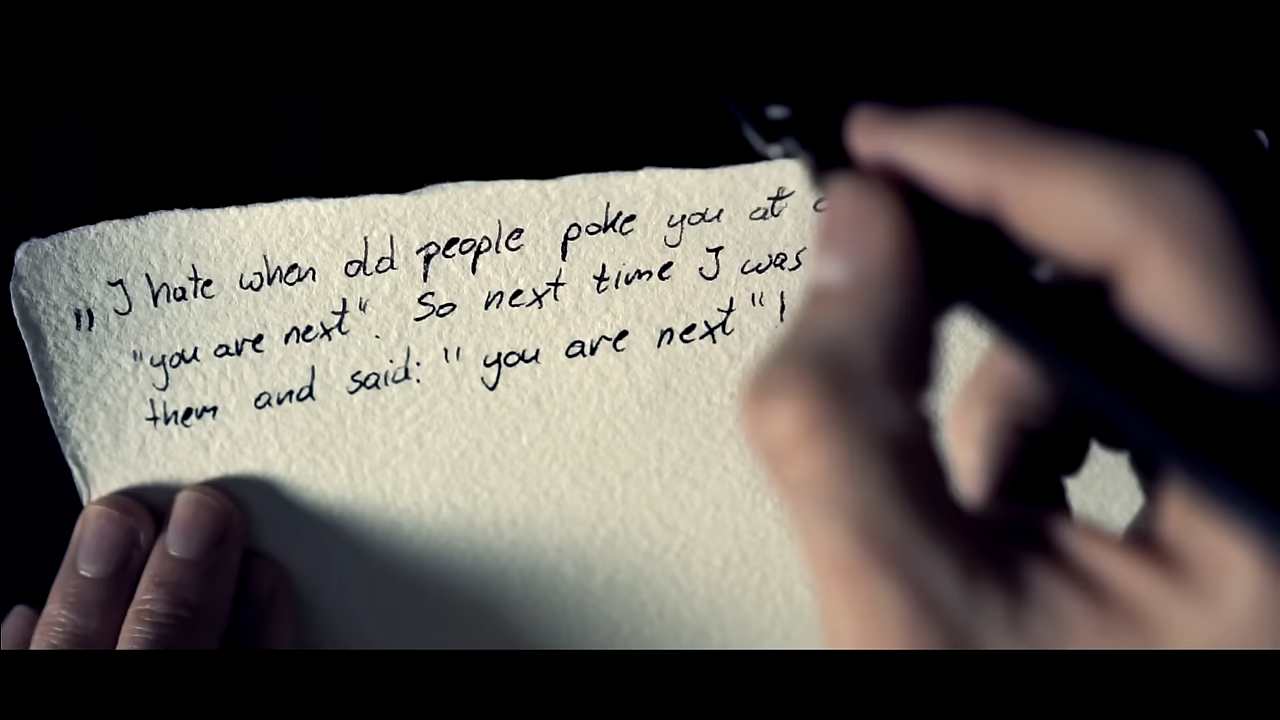 " I hate when old people poke you at
"you are next". So next time I was
them and said: "you are next"!